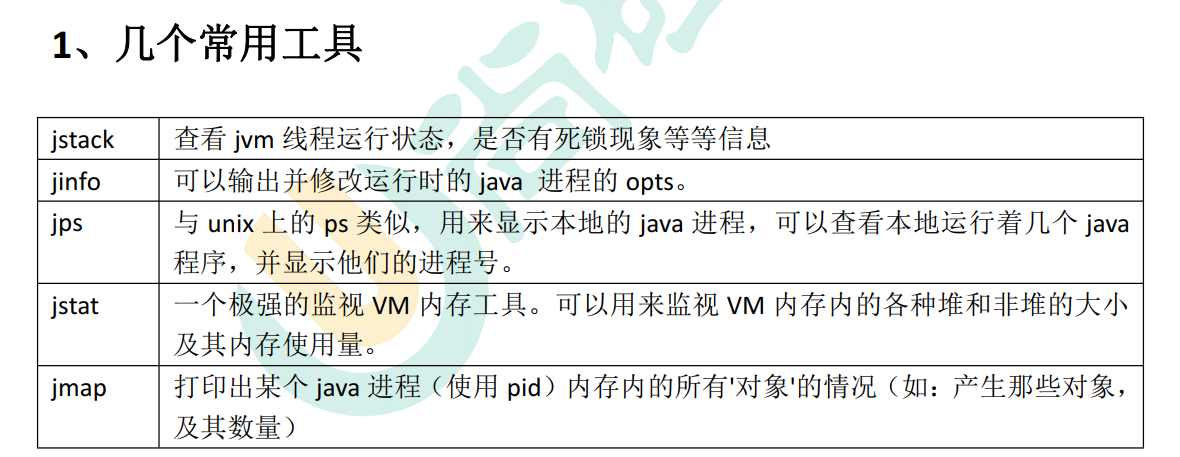 1、几个常用工具
jstack 查看 jvm 线程运行状态，是否有死锁现象等等信息
jinfo 可以输出并修改运行时的 java 进程的 opts。
jps 与 unix 上的 ps 类似，用来显示本地的 java 进程，可以查看本地运行着几个 java
程序，并显示他们的进程号。
jstat 一个极强的监视 VM 内存工具。可以用来监视 VM 内存内的各种堆和非堆的大小
及其内存使用量。
jmap 打印出某个 java 进程（使用 pid）内存内的所有'对象'的情况（如：产生那些对象，
及其数量）
尚